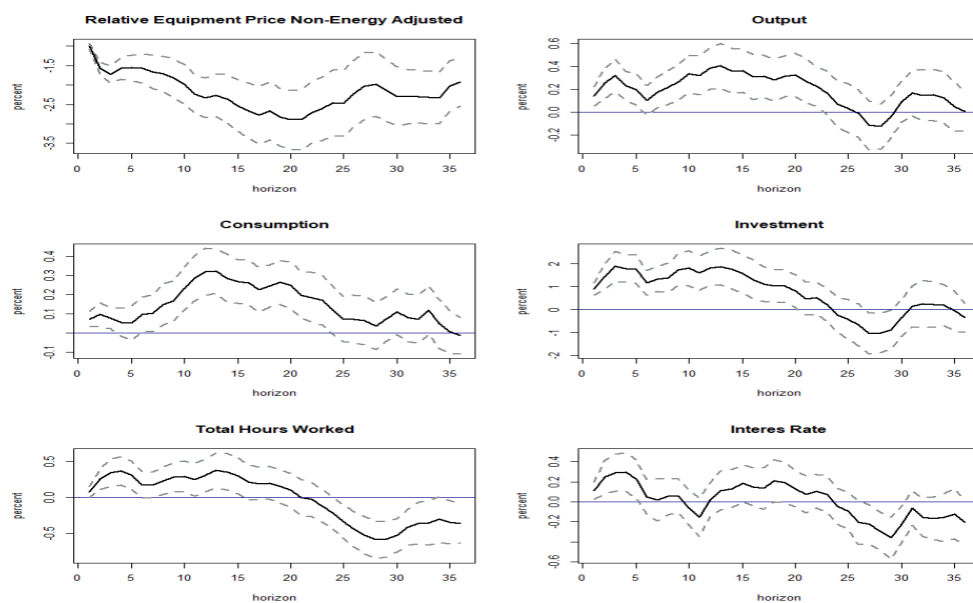 Relative Equipment Price Non-Energy Adjusted
percent
-1.5
-2.5
-3.5
0 5 10 15 20 25 30 35
horizon
Output
percent
0.6
0.4
0.2
0.0
-0.2
0 5 10 15 20 25 30 35
horizon
Consumption
percent
0.4
0.3
0.2
0.1
-0.1
0 5 10 15 20 25 30 35
horizon
Investment
percent
2
1
0
-1
-2
0 5 10 15 20 25 30 35
horizon
Total Hours Worked
percent
0.5
0.0
-0.5
0 5 10 15 20 25 30 35
horizon
Interes Rate
percent
0.4
0.2
0.0
-0.2
-0.6
0 5 10 15 20 25 30 35
horizon